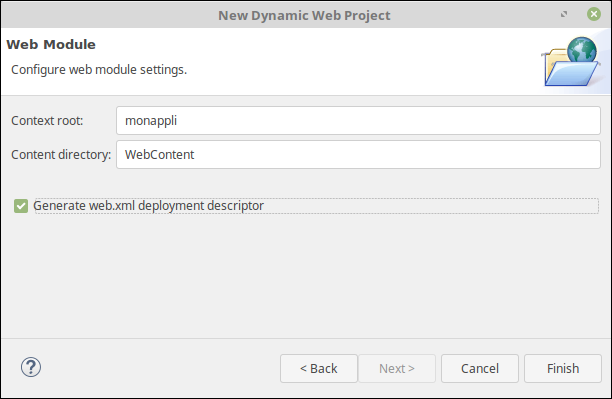 New Dynamic Web Project
Web Module
Configure web module settings.
Context root: monappli
Content directory: WebContent
Generate web.xml deployment descriptor
? < Back Next > Cancel Finish